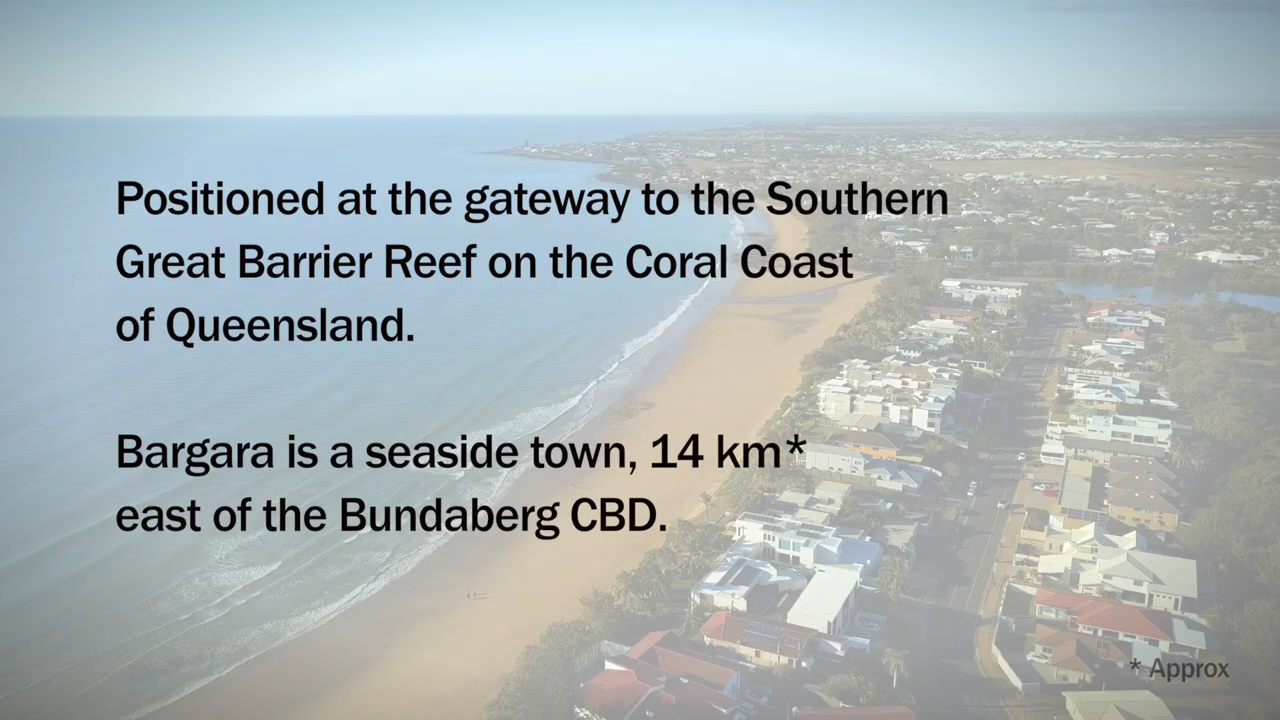 Positioned at the gateway to the Southern
Great Barrier Reef on the Coral Coast
of Queensland.
Bargara is a seaside town, 14 km*
east of the Bundaberg CBD.
* Approx